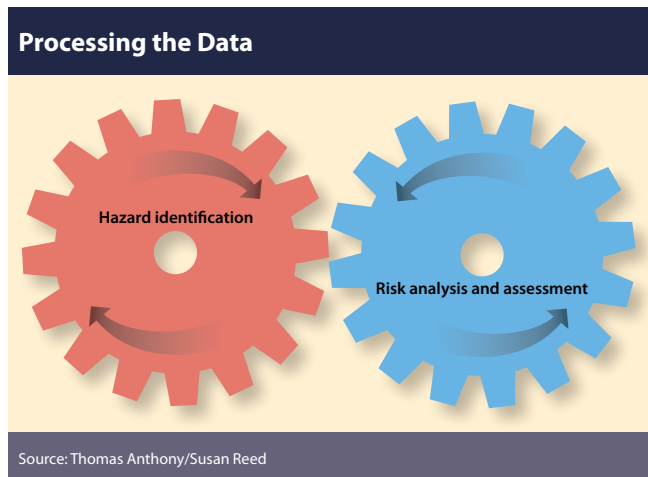 Processing the Data
Hazard identification
Risk analysis and assessment
Source: Thomas Anthony/Susan Reed